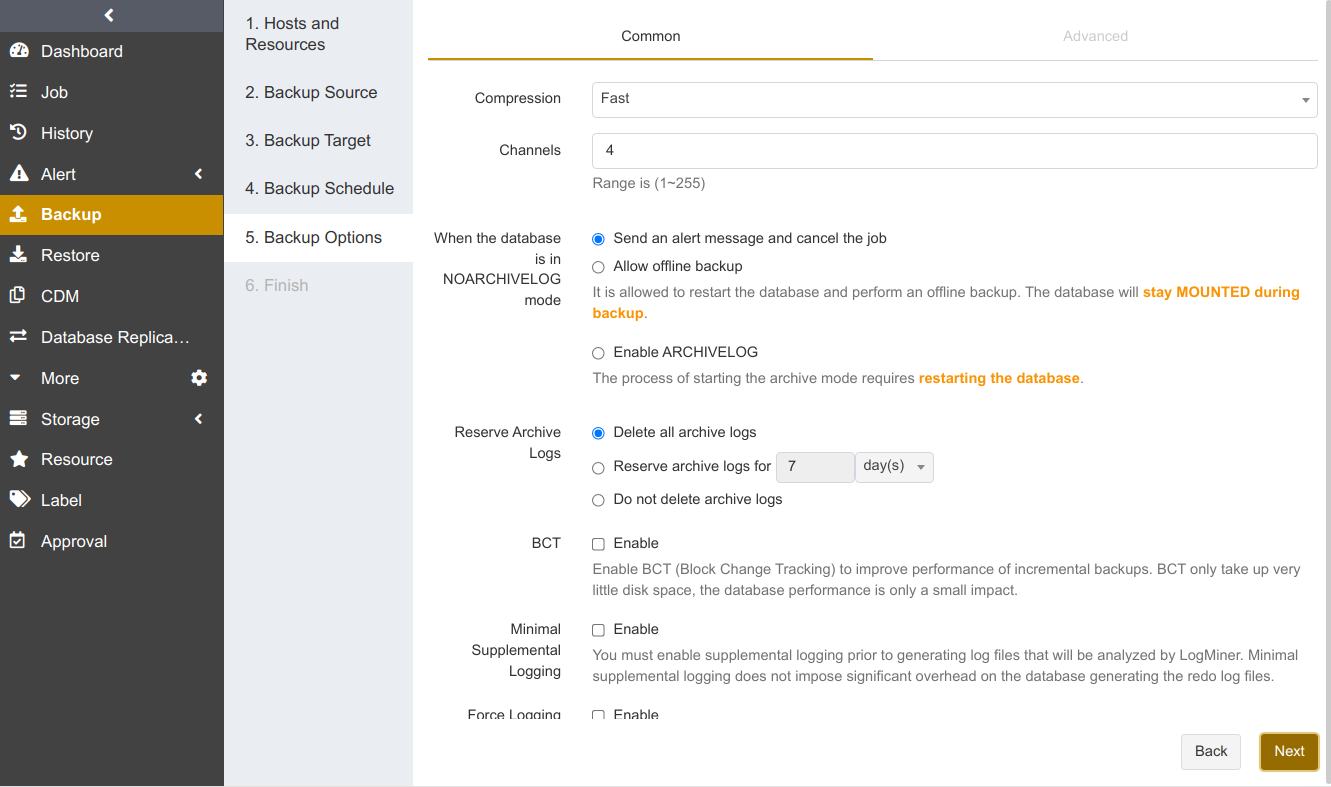 Dashboard
Job
History
Alert
Backup
Restore
CDM
Database Replica…
More
Storage
Resource
Label
Approval
1. Hosts and
Resources
2. Backup Source
3. Backup Target
4. Backup Schedule
5. Backup Options
6. Finish
Common
Advanced
Compression
Fast
Channels
4
Range is (1~255)
When the database
is in
NOARCHIVELOG
mode
Send an alert message and cancel the job
Allow offline backup
It is allowed to restart the database and perform an offline backup. The database will stay MOUNTED during
backup.
Enable ARCHIVELOG
The process of starting the archive mode requires restarting the database.
Reserve Archive
Logs
Delete all archive logs
Reserve archive logs for 7 day(s)
Do not delete archive logs
BCT
Enable
Enable BCT (Block Change Tracking) to improve performance of incremental backups. BCT only take up very
little disk space, the database performance is only a small impact.
Minimal
Supplemental
Logging
Enable
You must enable supplemental logging prior to generating log files that will be analyzed by LogMiner. Minimal
supplemental logging does not impose significant overhead on the database generating the redo log files.
Force Logging
Enable
Back
Next